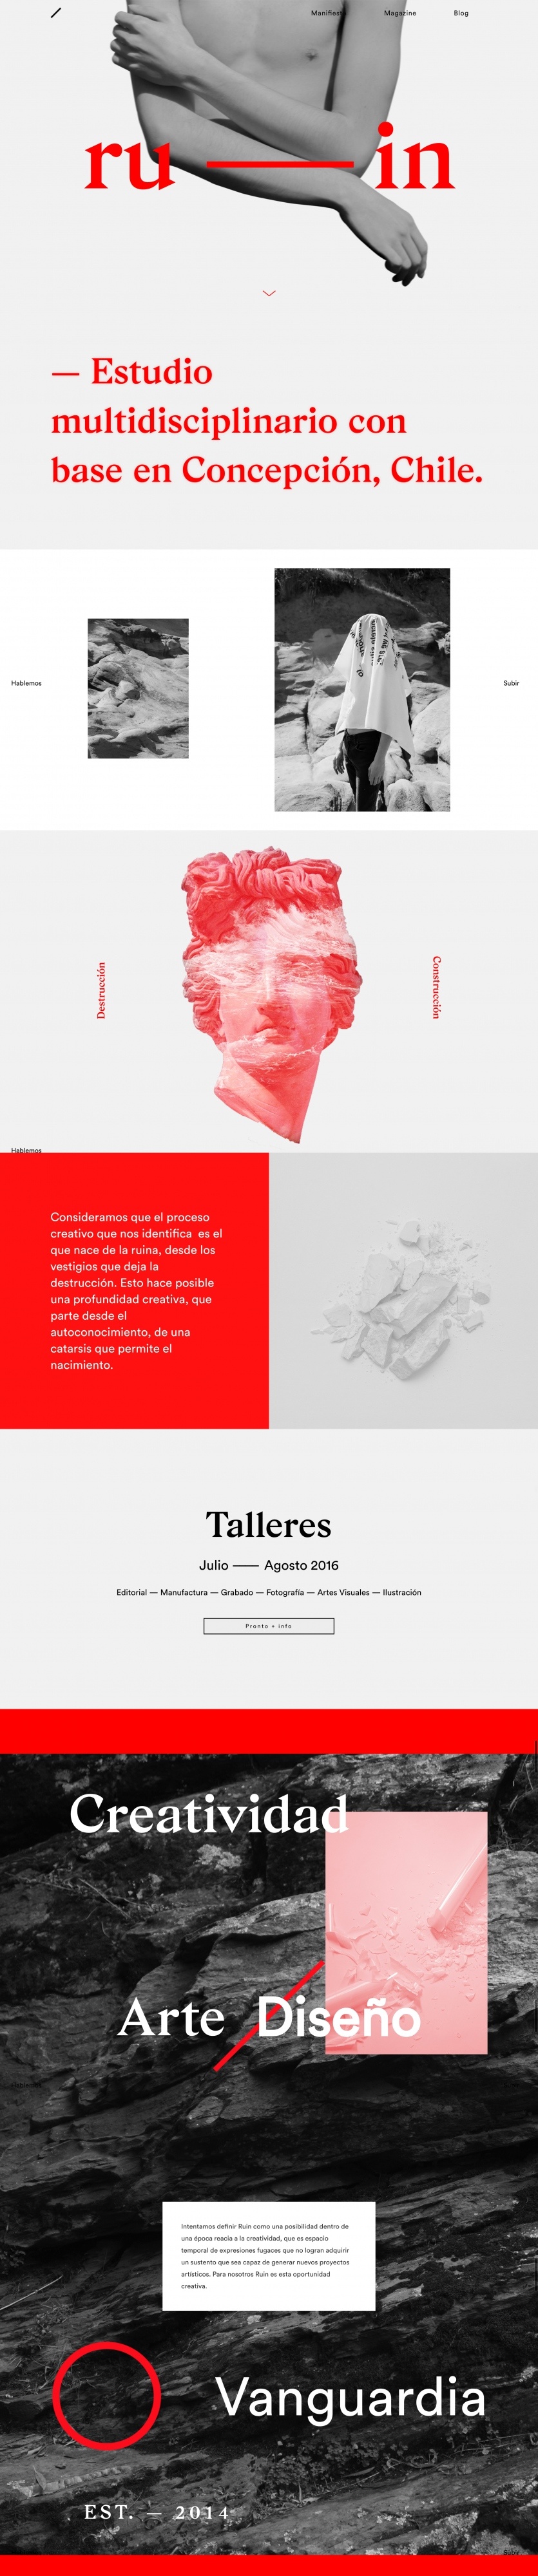 Manifiesto Magazine Blog
ru — in
— Estudio
multidisciplinario con
base en Concepción, Chile.
Hablemos
Subir
Destrucción
Construcción
Hablemos
Consideramos que el proceso
creativo que nos identifica es el
que nace de la ruina, desde los
vestigios que deja la
destrucción. Esto hace posible
una profundidad creativa, que
parte desde el
autoconocimiento, de una
catarsis que permite el
nacimiento.
Talleres
Julio — Agosto 2016
Editorial — Manufactura — Grabado — Fotografía — Artes Visuales — Ilustración
Pronto + info
Creatividad
Arte / Diseño
Intentamos definir Ruin como una posibilidad dentro de
una época reacia a la creatividad, que es espacio
temporal de expresiones fugaces que no logran adquirir
un sustento que sea capaz de generar nuevos proyectos
artísticos. Para nosotros Ruin es esta oportunidad
creativa.
Vanguardia
EST. — 2014
Subir